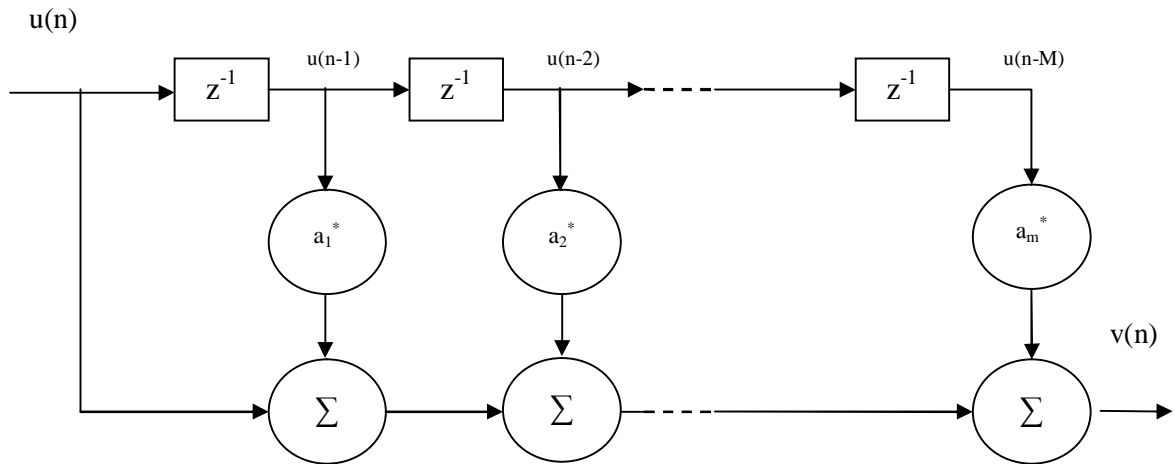 u(n)
u(n-1) u(n-2) u(n-M)
z⁻¹ z⁻¹ z⁻¹
a₁* a₂* aₘ*
v(n)
Σ Σ Σ